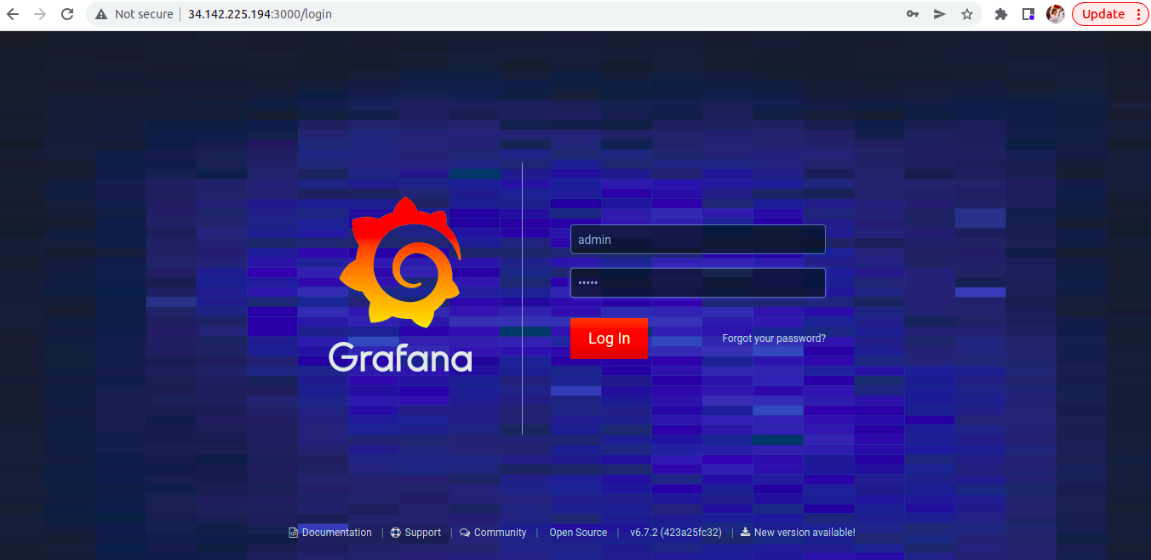 Not secure | 34.142.225.194:3000/login Update
admin
•••••
Log In Forgot your password?
Grafana
Documentation | Support | Community | Open Source | v6.7.2 (423a25fc32) | New version available!